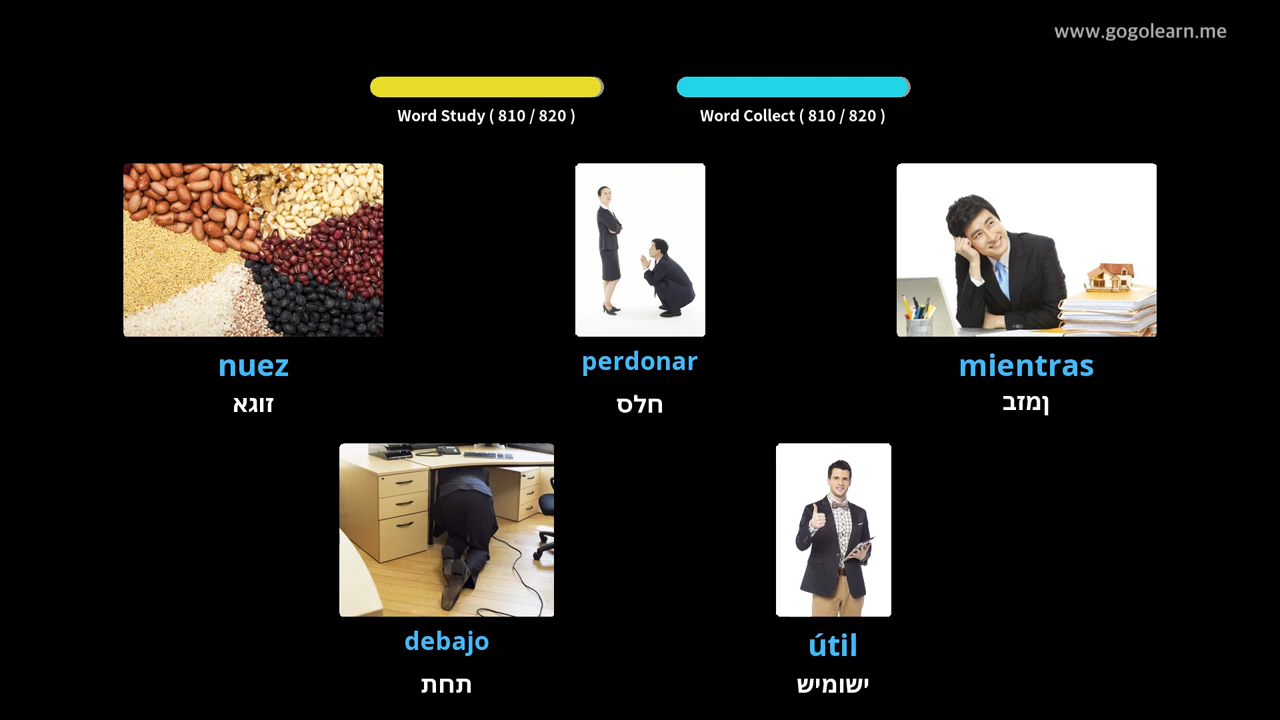 www.gogolearn.me
Word Study ( 810 / 820 )
Word Collect ( 810 / 820 )
nuez
זוגא
perdonar
חלס
mientras
ןמזב
debajo
תחת
útil
ישומיש